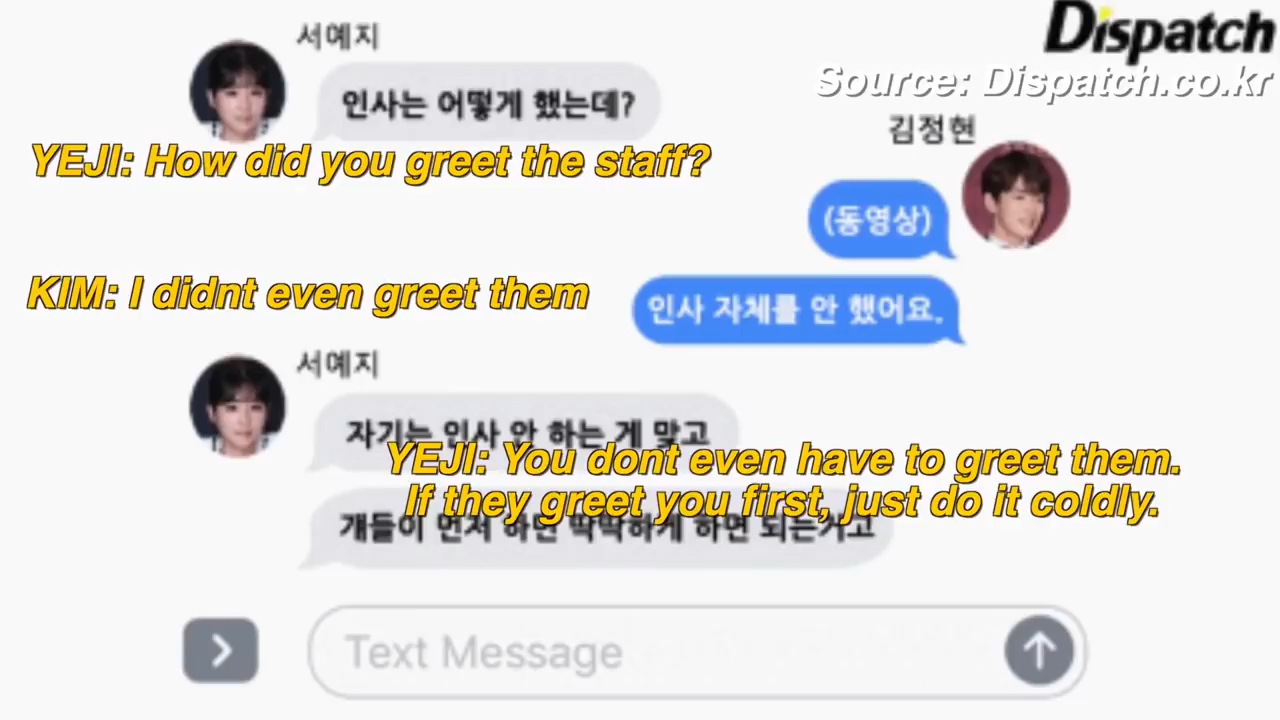 Dispatch
Source: Dispatch.co.kr
서예지
인사는 어떻게 했는데?
YEJI: How did you greet the staff?
김정현
(동영상)
KIM: I didnt even greet them
인사 자체를 안 했어요.
서예지
자기는 인사 안 하는 게 맞고
YEJI: You dont even have to greet them.
If they greet you first, just do it coldly.
걔들이 먼저 하면 딱딱하게 하면 되는거고
Text Message